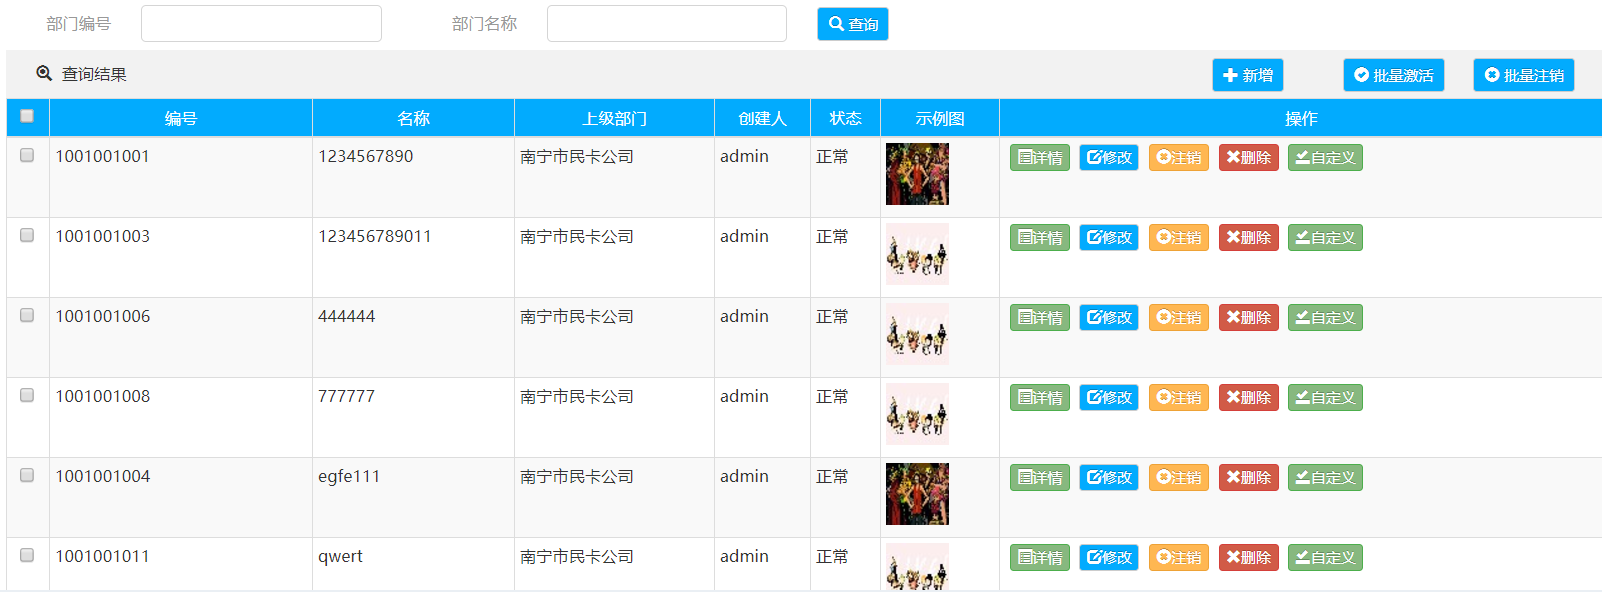 部门编号 部门名称 查询
查询结果 新增 批量激活 批量注销
编号 名称 上级部门 创建人 状态 示例图 操作
1001001001 1234567890 南宁市民卡公司 admin 正常 详情 修改 注销 删除 自定义
1001001003 123456789011 南宁市民卡公司 admin 正常 详情 修改 注销 删除 自定义
1001001006 444444 南宁市民卡公司 admin 正常 详情 修改 注销 删除 自定义
1001001008 777777 南宁市民卡公司 admin 正常 详情 修改 注销 删除 自定义
1001001004 egfe111 南宁市民卡公司 admin 正常 详情 修改 注销 删除 自定义
1001001011 qwert 南宁市民卡公司 admin 正常 详情 修改 注销 删除 自定义